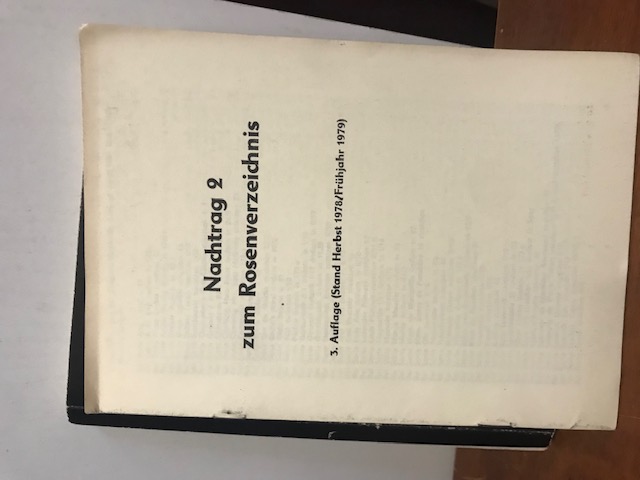 Nachtrag 2
zum Rosenverzeichnis
3. Auflage (Stand Herbst 1978/Frühjahr 1979)